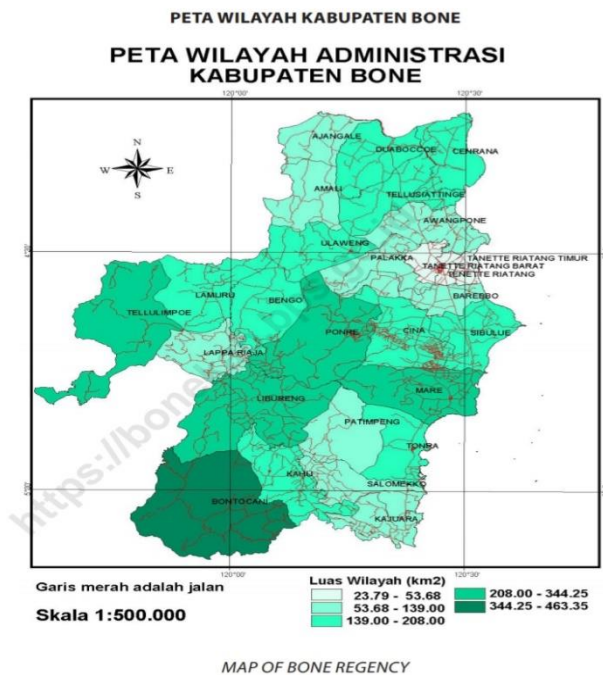 PETA WILAYAH KABUPATEN BONE
PETA WILAYAH ADMINISTRASI
KABUPATEN BONE
120°00'
120°30'
N
W
E
S
AJANGALE
DUABOCCOE
CENRANA
AMALI
TELLUSIATTINGE
AWANGPONE
ULAWENG
PALAKKA
TANETTE RIATANG TIMUR
TANETTE RIATANG BARAT
TENETTE RIATANG
BAREBBO
LAMURU
BENGO
TELLULIMPOE
PONRE
CINA
SIBULUE
LAPPA RIAJA
MARE
LIBURENG
PATIMPENG
TONRA
KAHU
SALOMEKKO
BONTOCANI
KAJUARA
120°00'
120°30'
Garis merah adalah jalan
Skala 1:500.000
Luas Wilayah (km2)
23.79 - 53.68
53.68 - 139.00
139.00 - 208.00
208.00 - 344.25
344.25 - 463.35
MAP OF BONE REGENCY